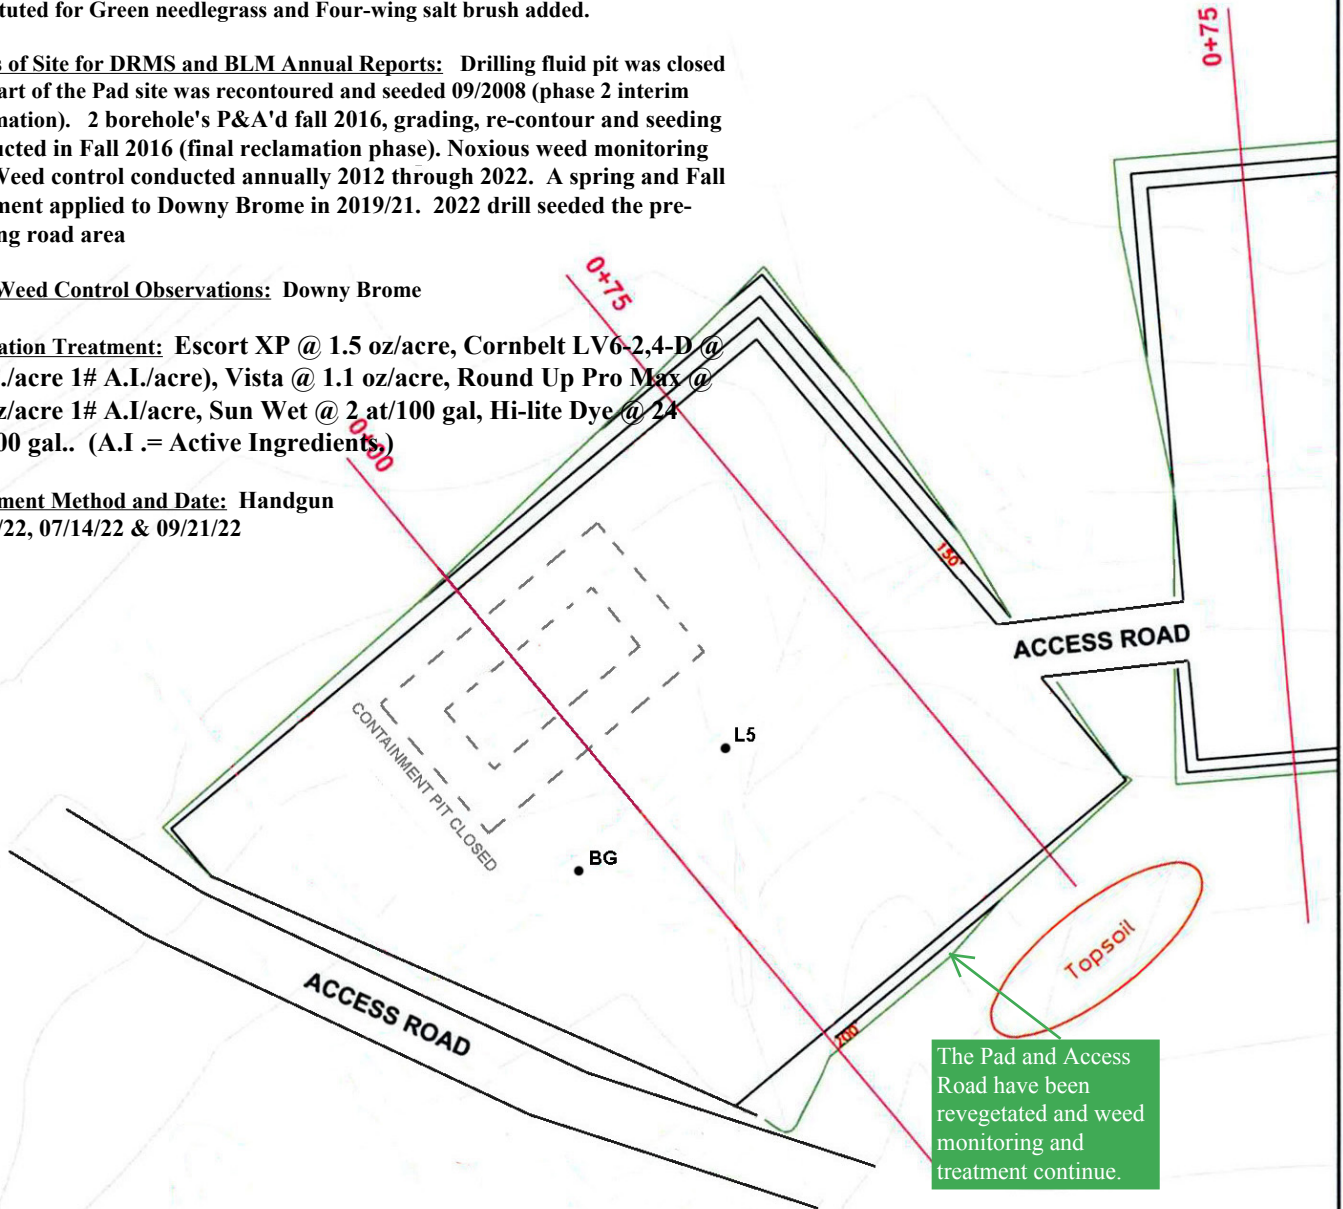 tuted for Green needlegrass and Four-wing salt brush added.
s of Site for DRMS and BLM Annual Reports: Drilling fluid pit was closed
art of the Pad site was recontoured and seeded 09/2008 (phase 2 interim
mation). 2 borehole's P&A'd fall 2016, grading, re-contour and seeding
ucted in Fall 2016 (final reclamation phase). Noxious weed monitoring
Weed control conducted annually 2012 through 2022. A spring and Fall
ment applied to Downy Brome in 2019/21. 2022 drill seeded the pre-
ng road area
Weed Control Observations: Downy Brome
ation Treatment: Escort XP @ 1.5 oz/acre, Cornbelt LV6-2,4-D @
./acre 1# A.I./acre), Vista @ 1.1 oz/acre, Round Up Pro Max @
z/acre 1# A.I/acre, Sun Wet @ 2 at/100 gal, Hi-lite Dye @ 24
00 gal.. (A.I .= Active Ingredients.)
ment Method and Date: Handgun
/22, 07/14/22 & 09/21/22
0+75
0+75
0+00
150'
ACCESS ROAD
L5
CONTAINMENT PIT CLOSED
BG
Topsoil
ACCESS ROAD
200'
The Pad and Access
Road have been
revegetated and weed
monitoring and
treatment continue.